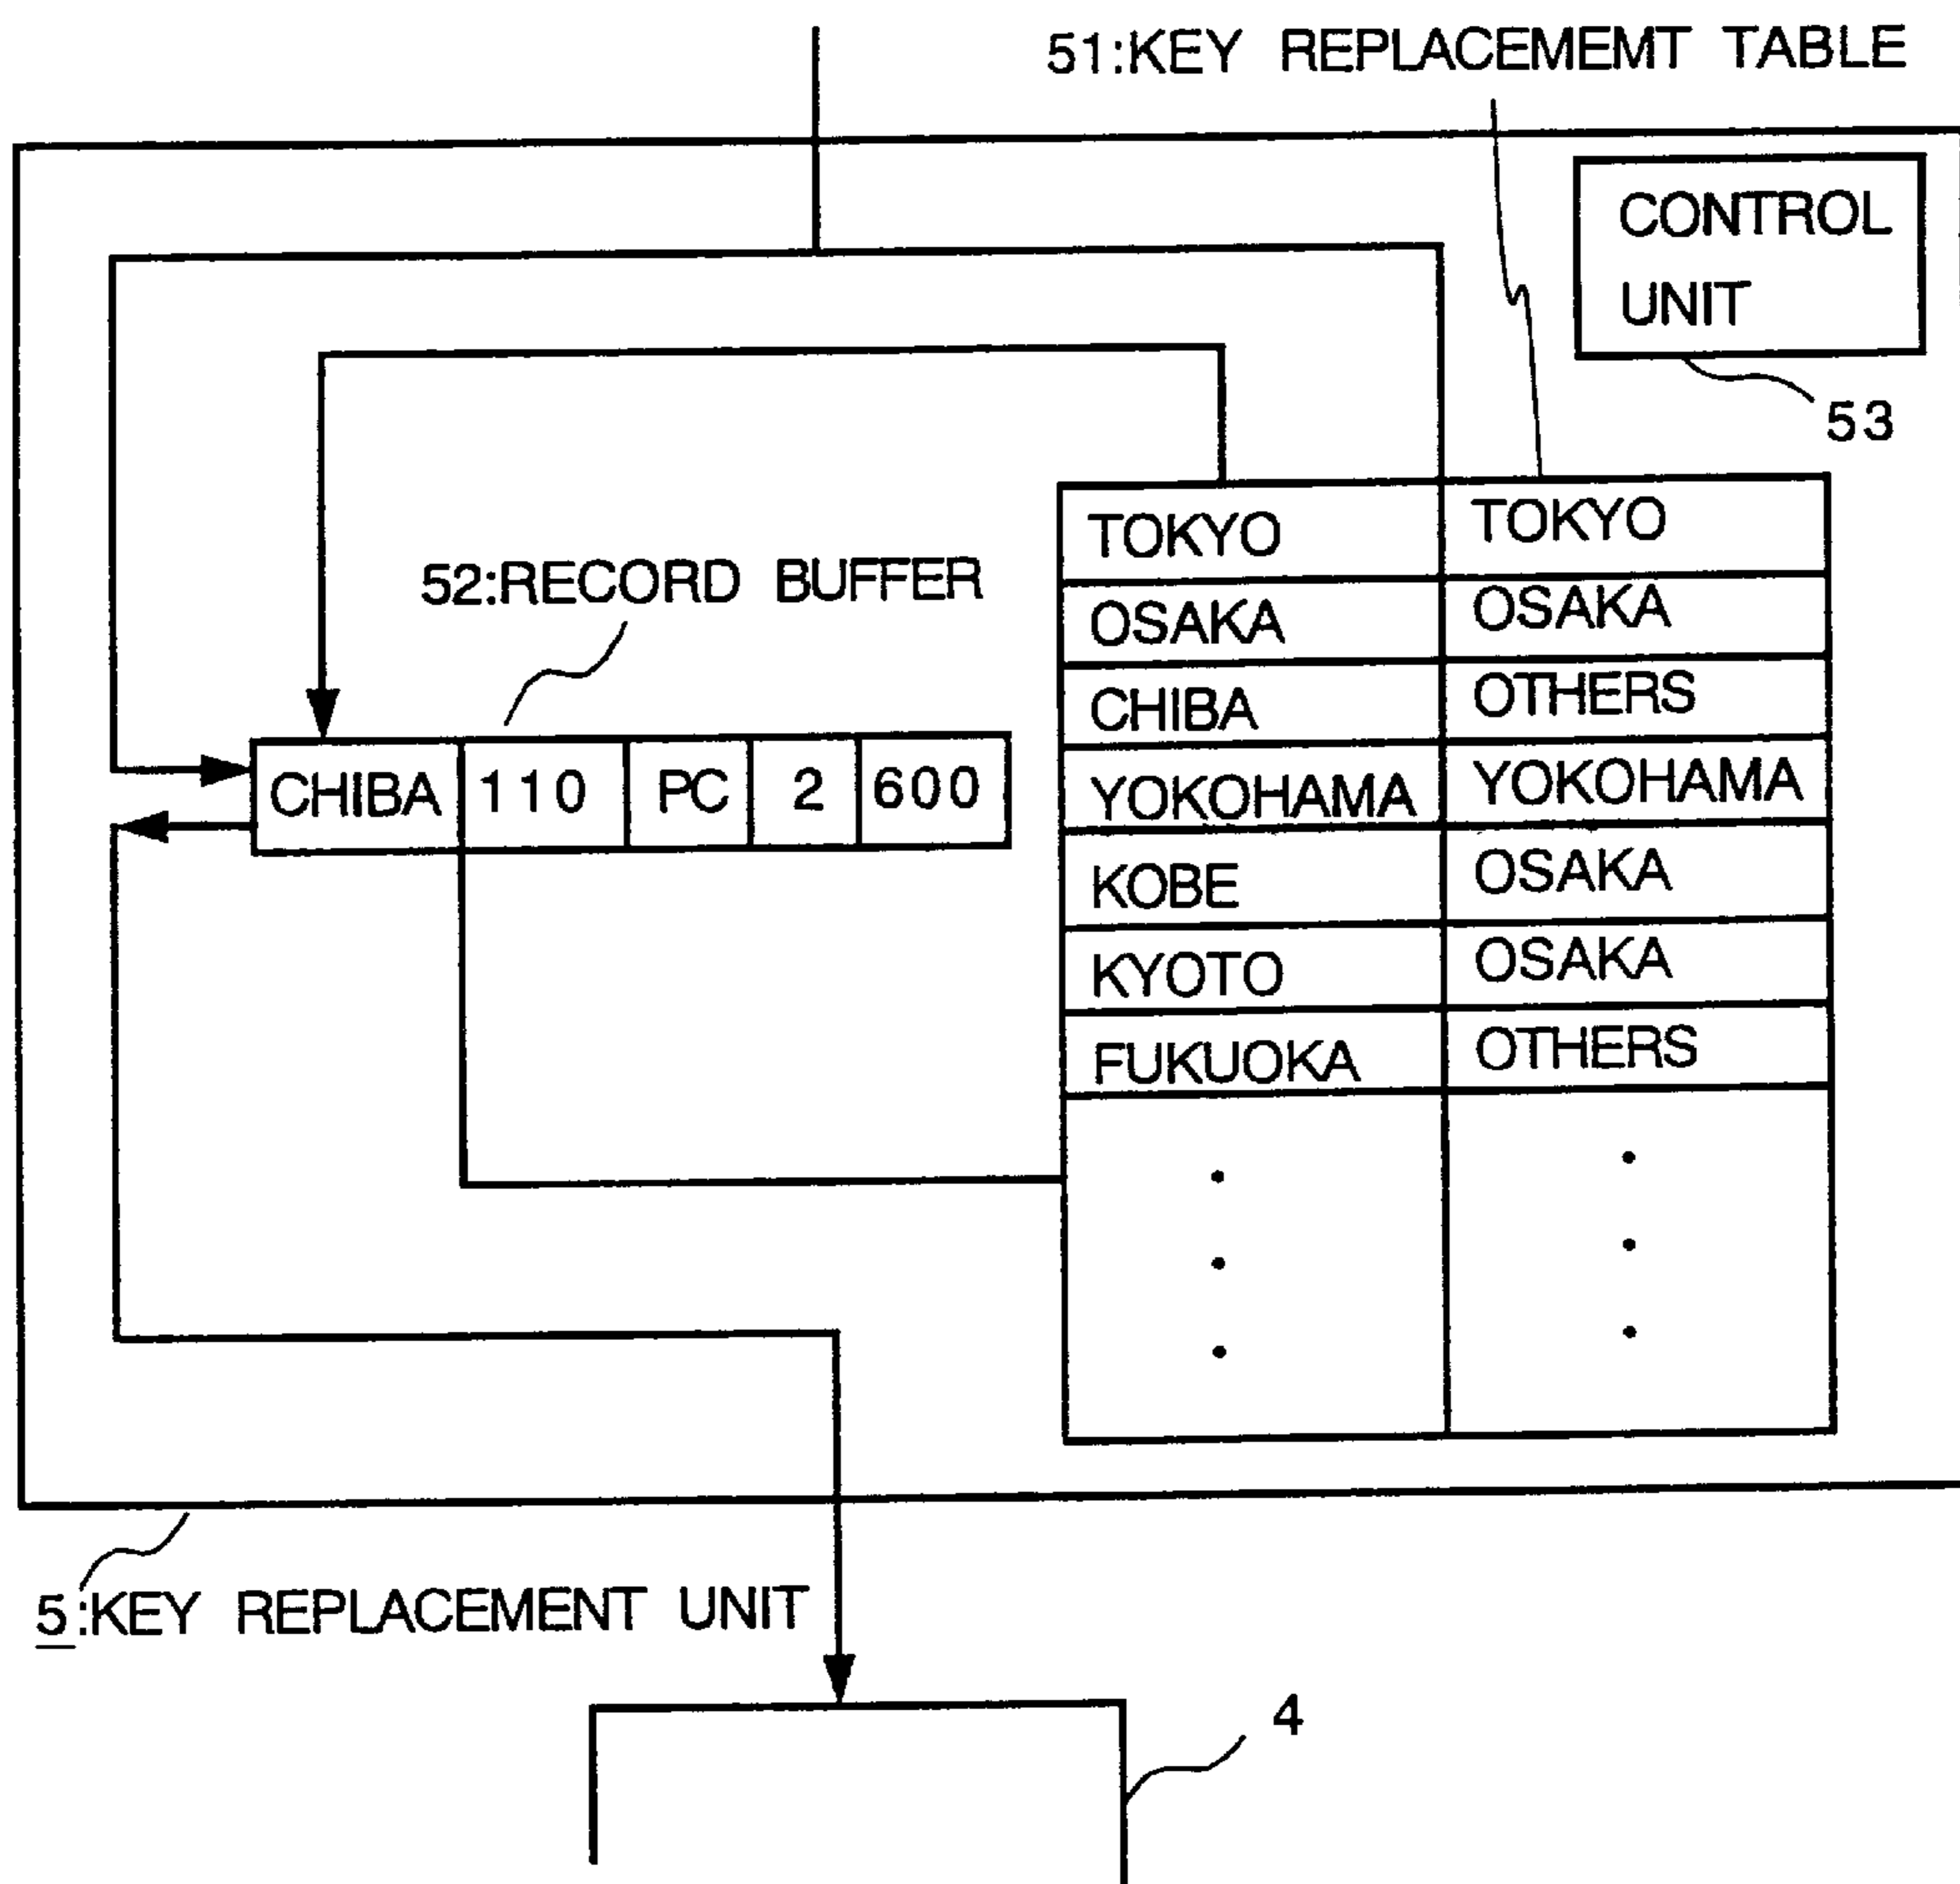 51:KEY REPLACEMEMT TABLE
CONTROL
UNIT
53
52:RECORD BUFFER
CHIBA 110 PC 2 600
TOKYO TOKYO
OSAKA OSAKA
CHIBA OTHERS
YOKOHAMA YOKOHAMA
KOBE OSAKA
KYOTO OSAKA
FUKUOKA OTHERS
5:KEY REPLACEMENT UNIT
4